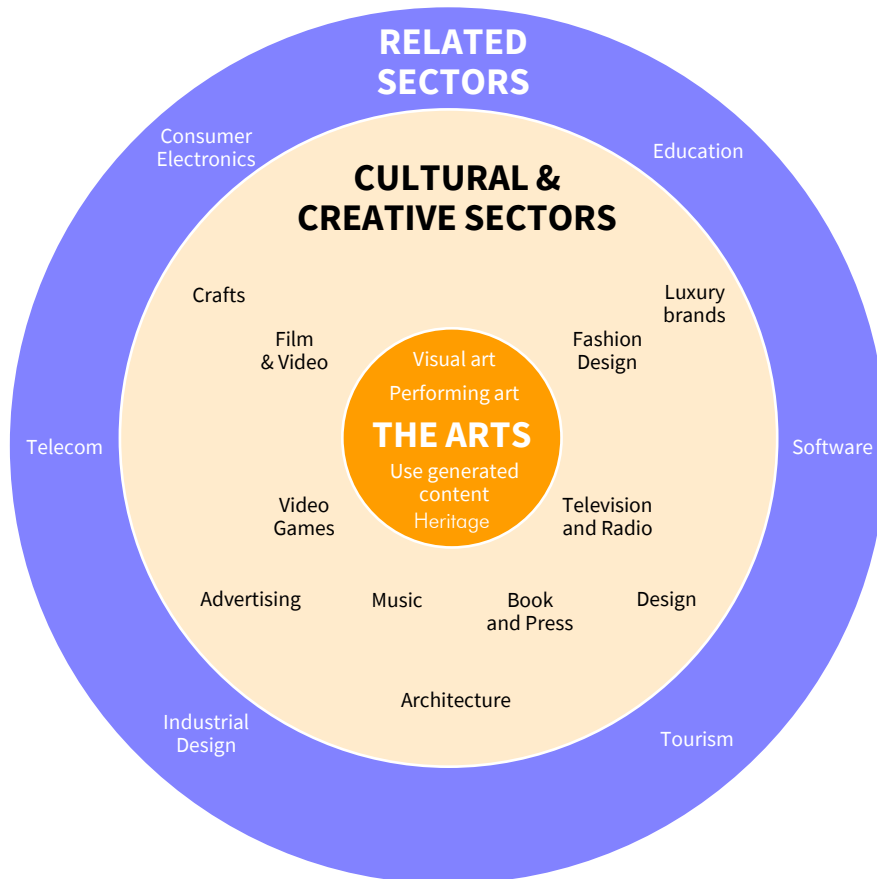 RELATED
SECTORS
Consumer
Electronics
Education
CULTURAL &
CREATIVE SECTORS
Crafts
Luxury
brands
Film
& Video
Fashion
Design
Visual art
Performing art
THE ARTS
Use generated
content
Heritage
Telecom
Software
Video
Games
Television
and Radio
Advertising
Music
Book
and Press
Design
Architecture
Industrial
Design
Tourism